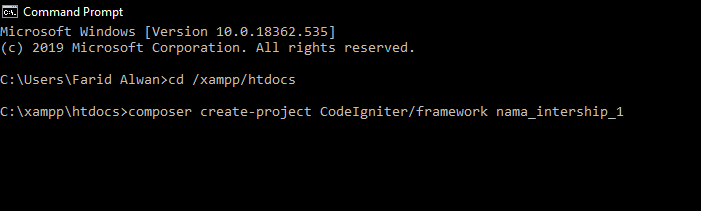 Command Prompt
Microsoft Windows [Version 10.0.18362.535]
(c) 2019 Microsoft Corporation. All rights reserved.
C:\Users\Farid Alwan>cd /xampp/htdocs
C:\xampp\htdocs>composer create-project CodeIgniter/framework nama_intership_1